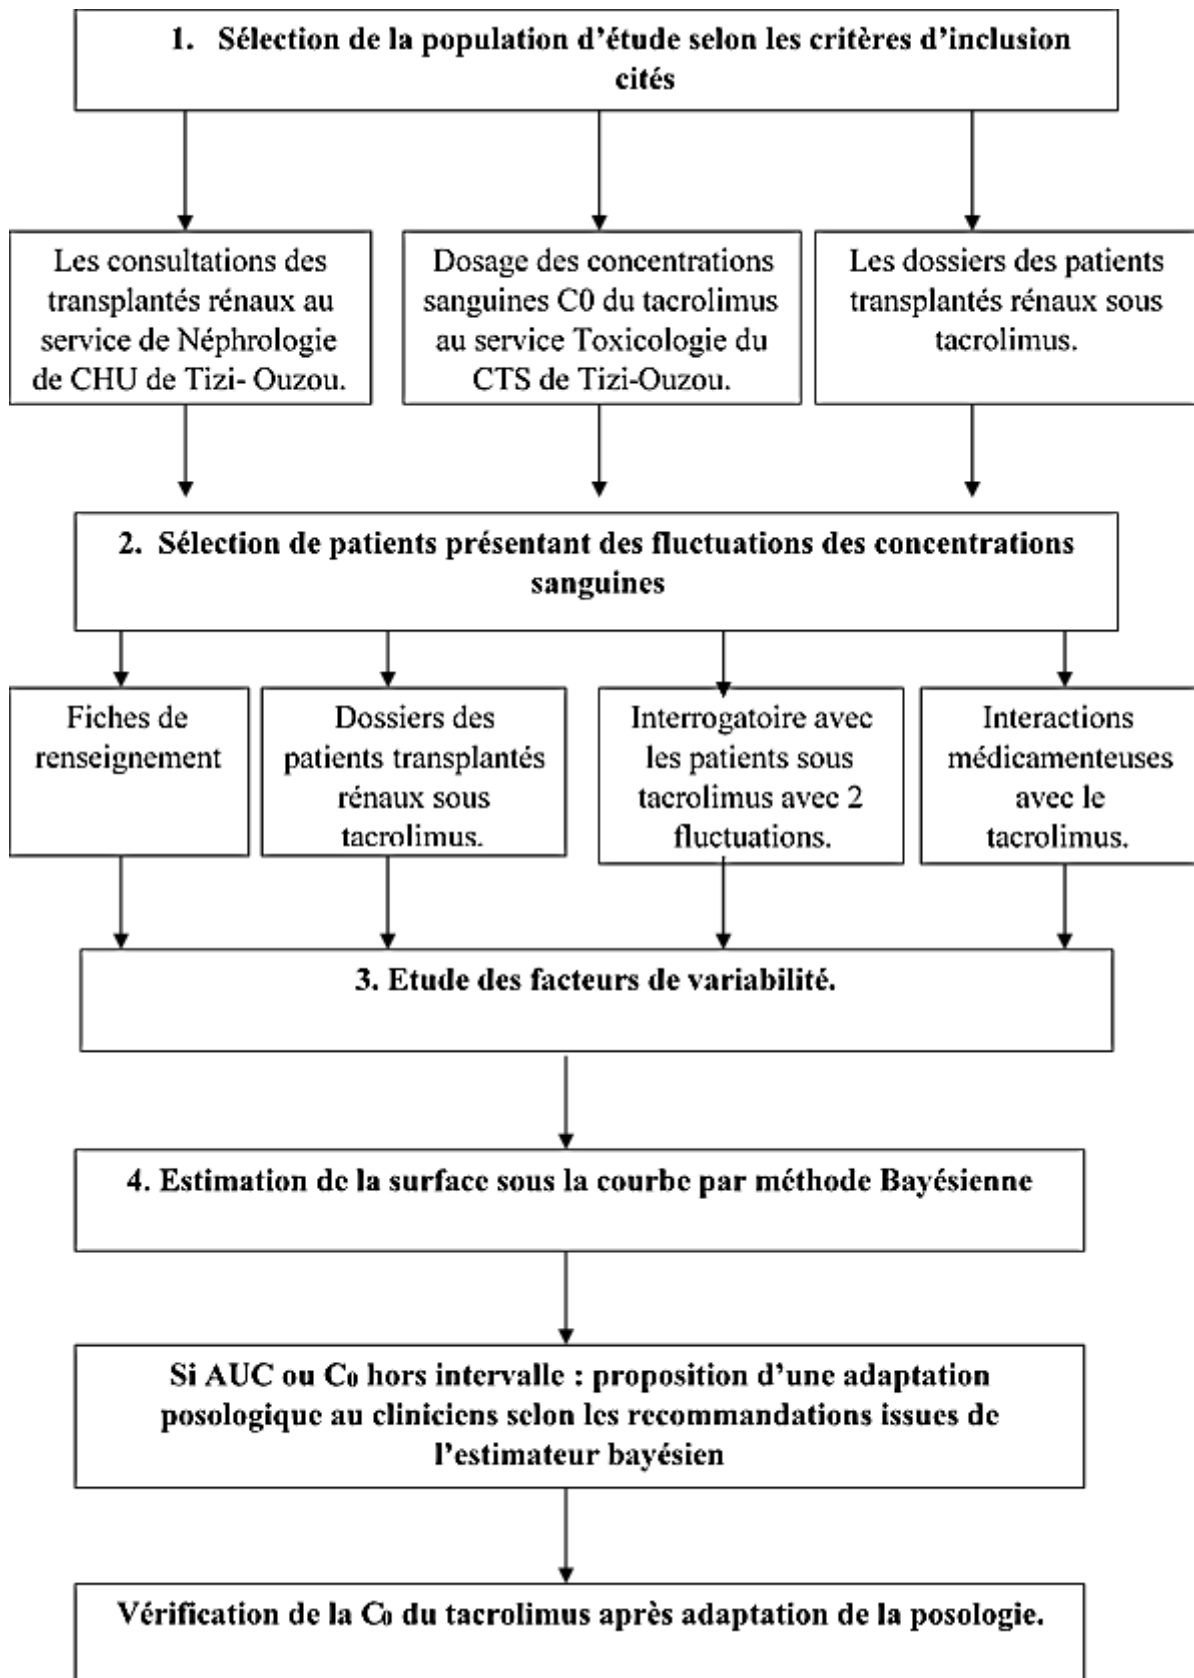 1. Sélection de la population d'étude selon les critères d'inclusion
cités
Les consultations des
transplantés rénaux au
service de Néphrologie
de CHU de Tizi- Ouzou.
Dosage des concentrations
sanguines C0 du tacrolimus
au service Toxicologie du
CTS de Tizi-Ouzou.
Les dossiers des patients
transplantés rénaux sous
tacrolimus.
2. Sélection de patients présentant des fluctuations des concentrations
sanguines
Fiches de
renseignement
Dossiers des
patients transplantés
rénaux sous
tacrolimus.
Interrogatoire avec
les patients sous
tacrolimus avec 2
fluctuations.
Interactions
médicamenteuses
avec le
tacrolimus.
3. Etude des facteurs de variabilité.
4. Estimation de la surface sous la courbe par méthode Bayésienne
Si AUC ou C₀ hors intervalle : proposition d'une adaptation
posologique au cliniciens selon les recommandations issues de
l'estimateur bayésien
Vérification de la C₀ du tacrolimus après adaptation de la posologie.